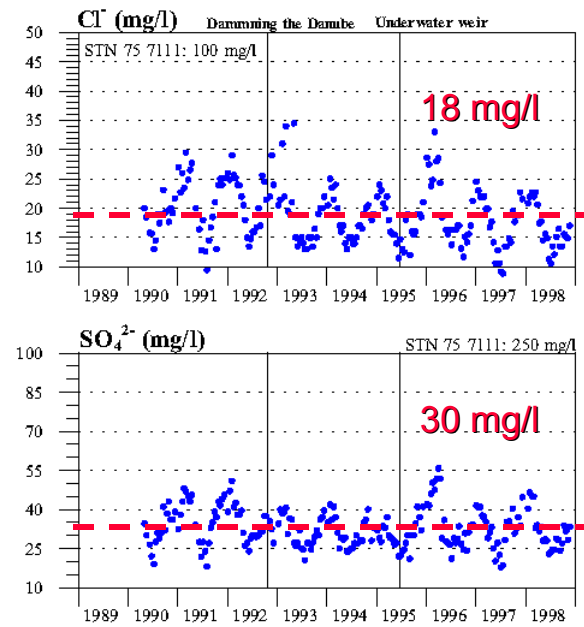 Cl⁻ (mg/l) Dammning the Danube Underwater weir
50
STN 75 7111: 100 mg/l
45
40
35
18 mg/l
30
25
20
15
10
1989 1990 1991 1992 1993 1994 1995 1996 1997 1998
SO₄²⁻ (mg/l) STN 75 7111: 250 mg/l
100
85
30 mg/l
70
55
40
25
10
1989 1990 1991 1992 1993 1994 1995 1996 1997 1998